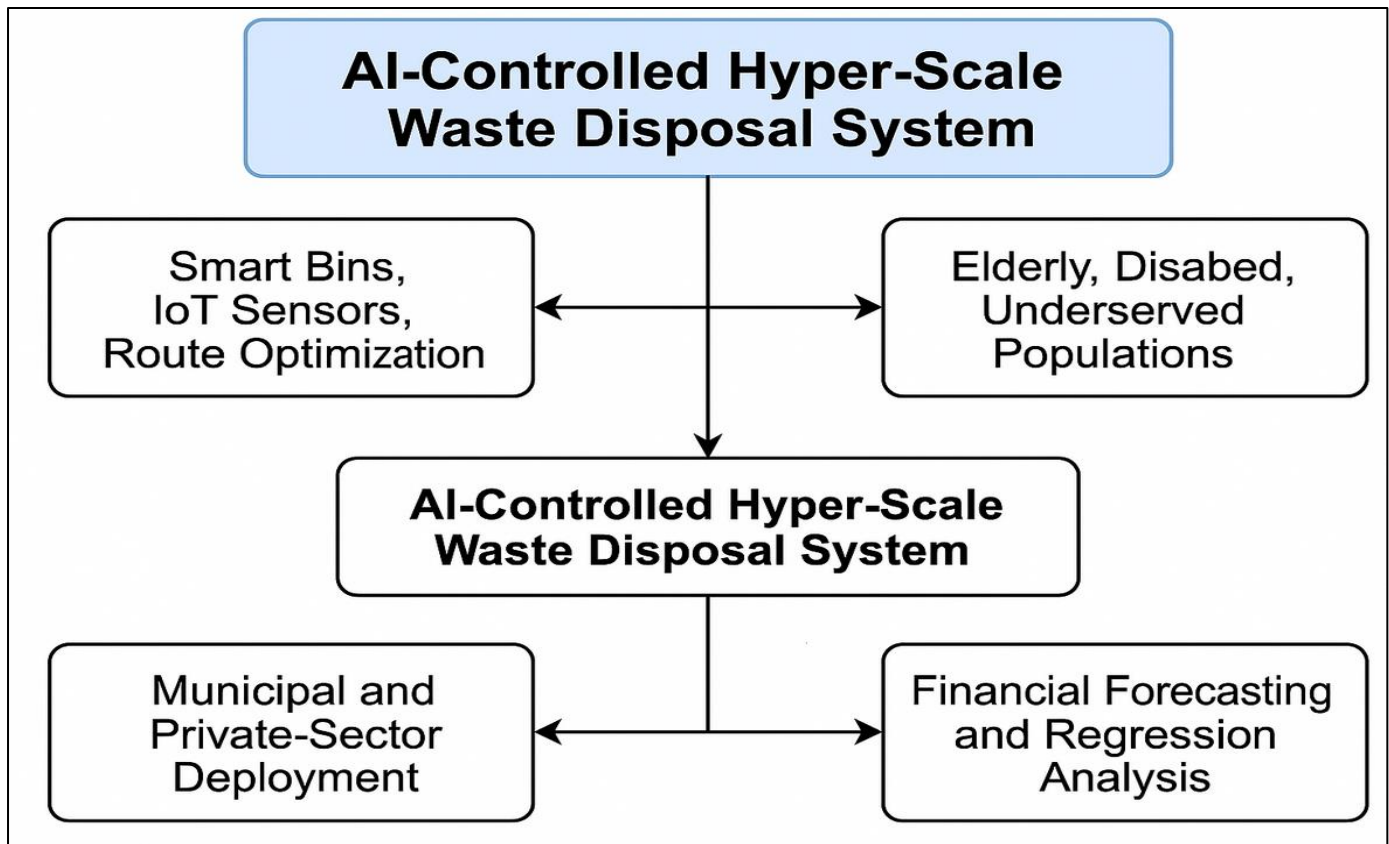 AI-Controlled Hyper-Scale
Waste Disposal System
Smart Bins,
IoT Sensors,
Route Optimization
Elderly, Disabed,
Underserved
Populations
AI-Controlled Hyper-Scale
Waste Disposal System
Municipal and
Private-Sector
Deployment
Financial Forecasting
and Regression
Analysis